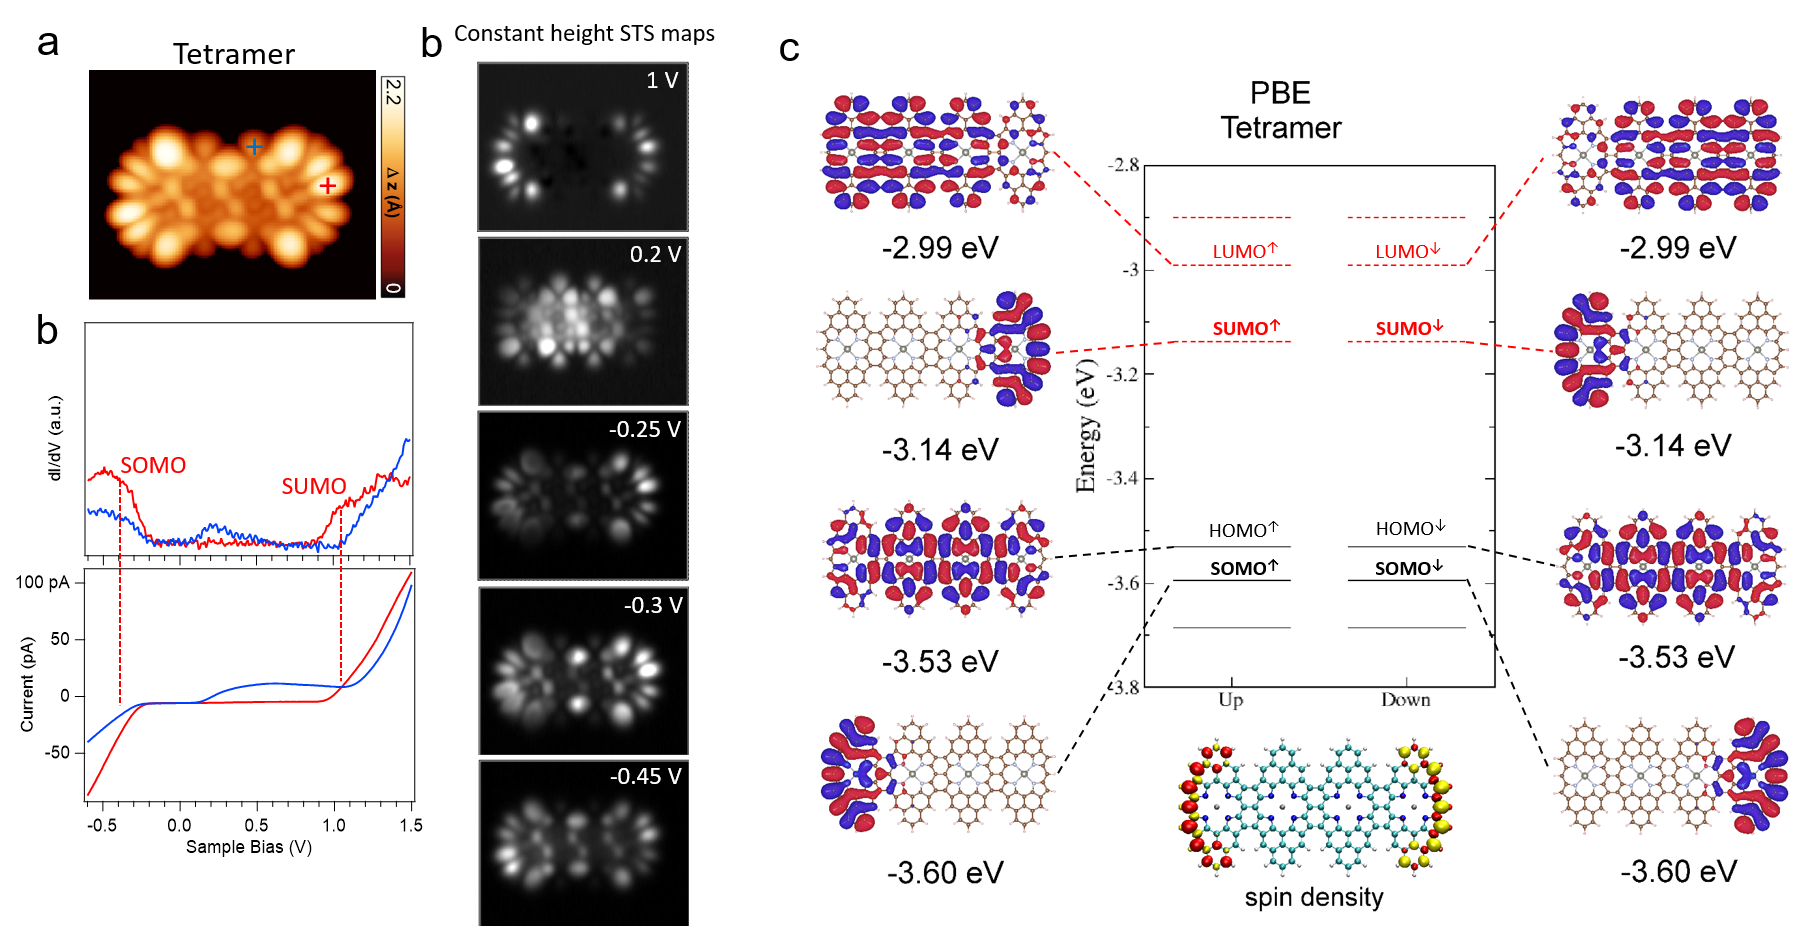 a
Tetramer
2.2
Δ z (Å)
0
b
dI/dV (a.u.)
SOMO
SUMO
100 pA
50
0
-50
Current (pA)
-0.5
0.0
0.5
1.0
1.5
Sample Bias (V)
b
Constant height STS maps
1 V
0.2 V
-0.25 V
-0.3 V
-0.45 V
c
PBE
Tetramer
-2.99 eV
-3.14 eV
-3.53 eV
-3.60 eV
Energy (eV)
-2.8
-3
-3.2
-3.4
-3.6
-3.8
LUMO↑
LUMO↓
SUMO↑
SUMO↓
HOMO↑
HOMO↓
SOMO↑
SOMO↓
Up
Down
spin density
-2.99 eV
-3.14 eV
-3.53 eV
-3.60 eV